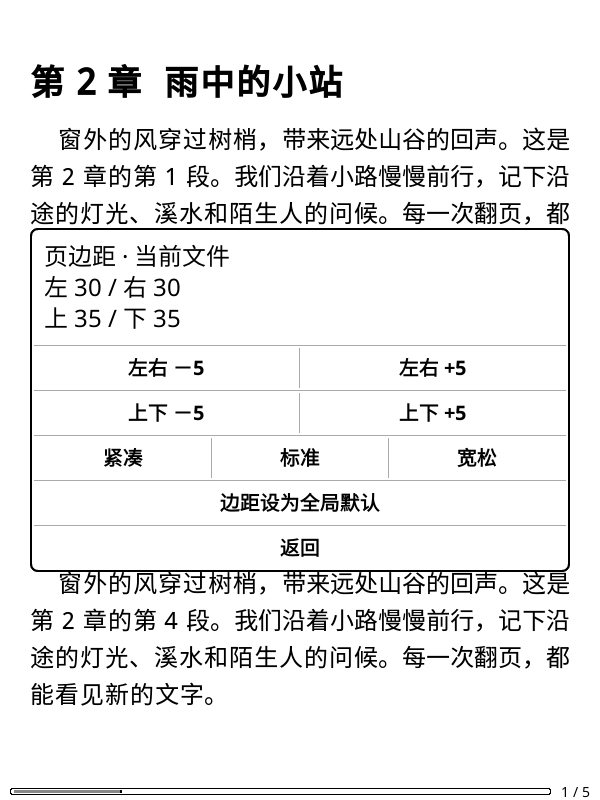 第 2 章  雨中的小站
窗外的风穿过树梢，带来远处山谷的回声。这是
第 2 章的第 1 段。我们沿着小路慢慢前行，记下沿
途的灯光、溪水和陌生人的问候。每一次翻页，都
页边距 · 当前文件
左 30 / 右 30
上 35 / 下 35
左右 －5 左右 +5
上下 －5 上下 +5
紧凑 标准 宽松
边距设为全局默认
返回
窗外的风穿过树梢，带来远处山谷的回声。这是
第 2 章的第 4 段。我们沿着小路慢慢前行，记下沿
途的灯光、溪水和陌生人的问候。每一次翻页，都
能看见新的文字。
1 / 5